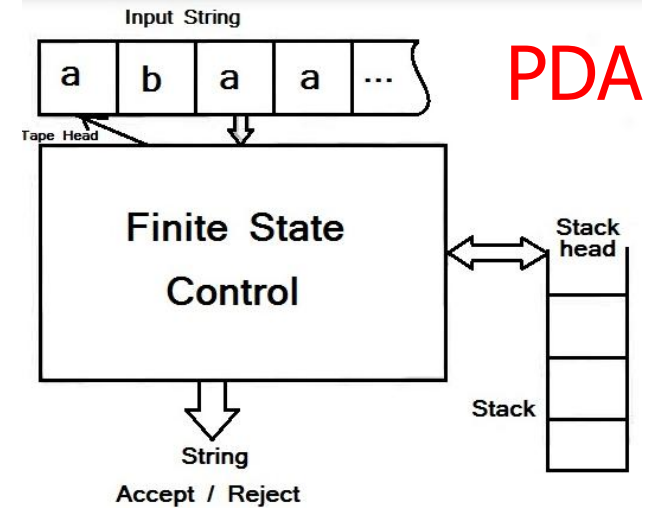 Input String
a b a a ...
PDA
Tape Head
Finite State
Control
Stack
head
Stack
String
Accept / Reject